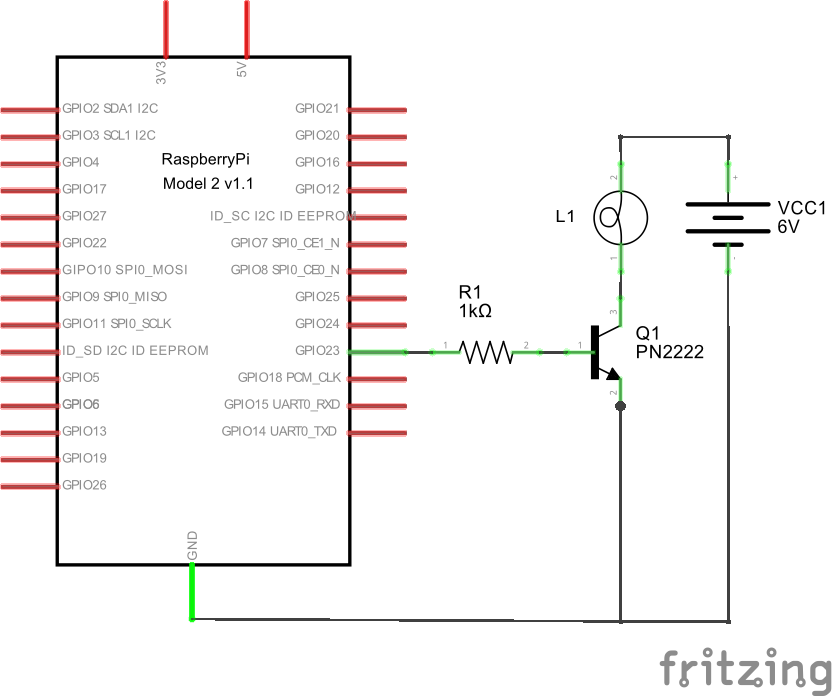 3V3
5V
GPIO2 SDA1 I2C
GPIO21
GPIO3 SCL1 I2C
GPIO20
RaspberryPi
Model 2 v1.1
GPIO4
GPIO16
GPIO17
GPIO12
GPIO27
ID_SC I2C ID EEPROM
GPIO22
GPIO7 SPI0_CE1_N
GIPO10 SPI0_MOSI
GPIO8 SPI0_CE0_N
GPIO9 SPI0_MISO
GPIO25
GPIO11 SPI0_SCLK
GPIO24
ID_SD I2C ID EEPROM
GPIO23
GPIO5
GPIO18 PCM_CLK
GPIO6
GPIO15 UART0_RXD
GPIO13
GPIO14 UART0_TXD
GPIO19
GPIO26
GND
R1
1kΩ
1
2
L1
2
1
VCC1
6V
+
-
Q1
PN2222
3
1
2
fritzing